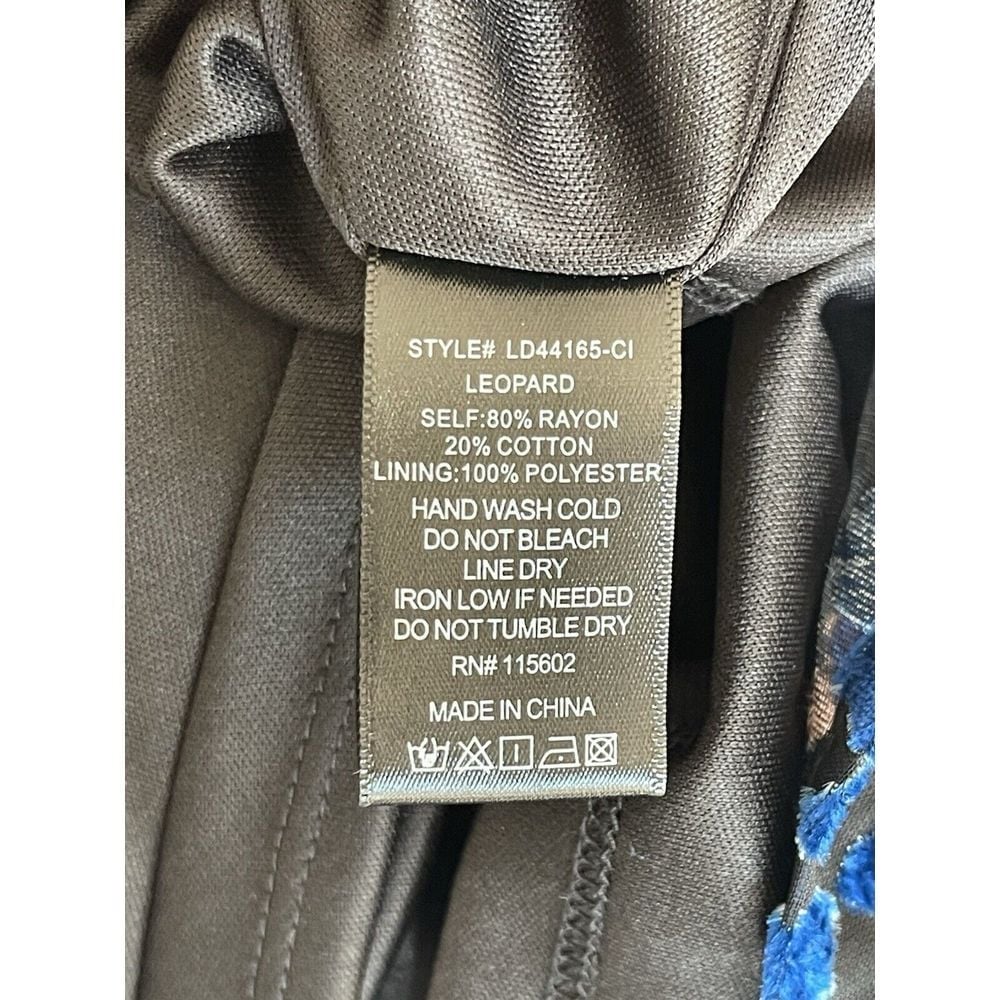 STYLE# LD44165-CI
LEOPARD
SELF:80% RAYON
20% COTTON
LINING:100% POLYESTER
HAND WASH COLD
DO NOT BLEACH
LINE DRY
IRON LOW IF NEEDED
DO NOT TUMBLE DRY
RN# 115602
MADE IN CHINA